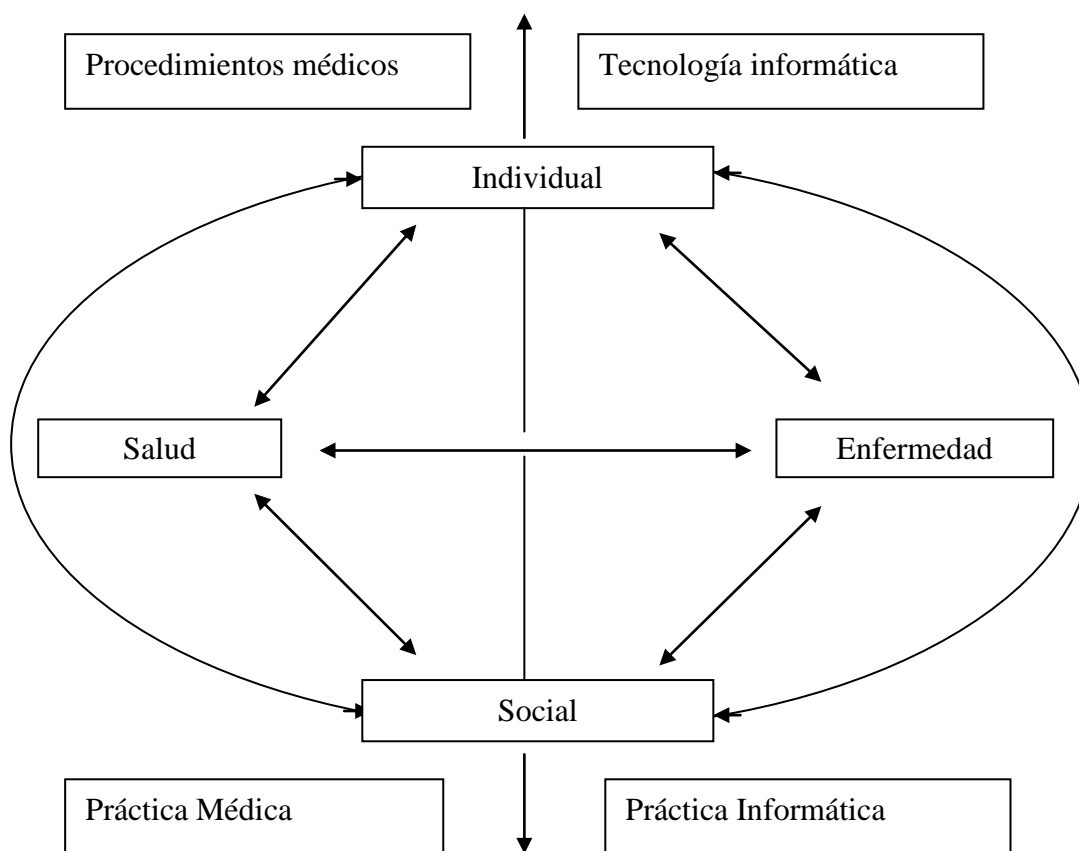 Procedimientos médicos
Tecnología informática
Individual
Salud
Enfermedad
Social
Práctica Médica
Práctica Informática